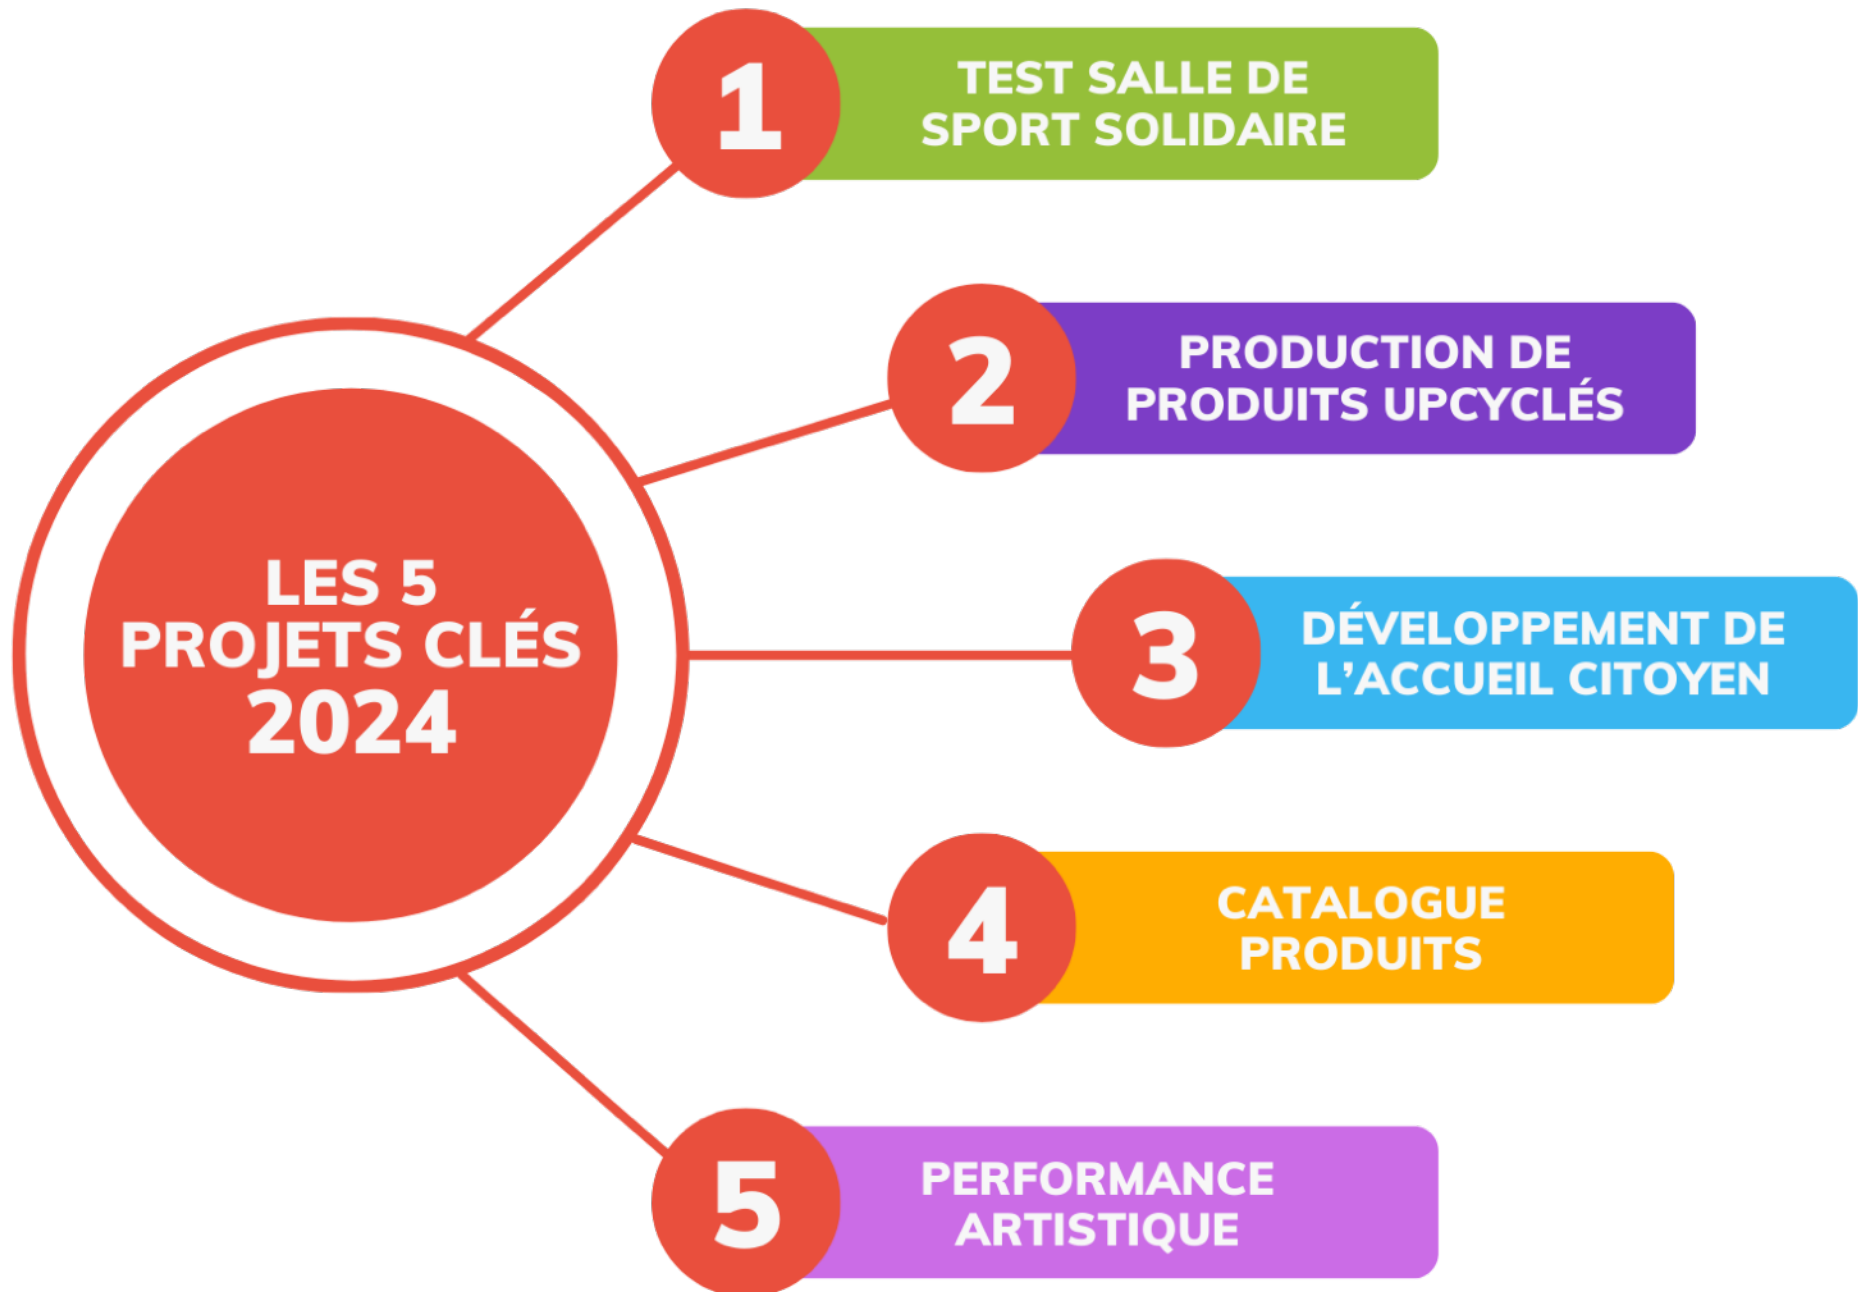 LES 5
PROJETS CLÉS
2024
1
TEST SALLE DE
SPORT SOLIDAIRE
2
PRODUCTION DE
PRODUITS UPCYCLÉS
3
DÉVELOPPEMENT DE
L'ACCUEIL CITOYEN
4
CATALOGUE
PRODUITS
5
PERFORMANCE
ARTISTIQUE